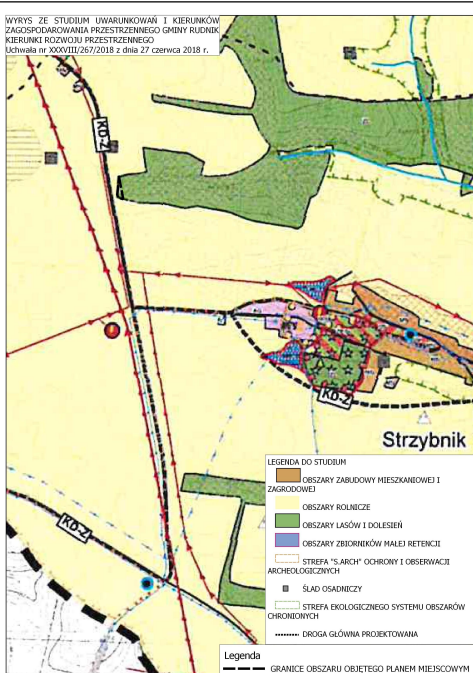 WYRYS ZE STUDIUM UWARUNKOWAŃ I KIERUNKÓW
ZAGOSPODAROWANIA PRZESTRZENNEGO GMINY RUDNIK
KIERUNKI ROZWOJU PRZESTRZENNEGO
Uchwała nr XXXVIII/267/2018 z dnia 27 czerwca 2018 r.
KD-Z
KD-Z
KD-Z
Strzybnik
LEGENDA DO STUDIUM
OBSZARY ZABUDOWY MIESZKANIOWEJ I
ZAGRODOWEJ
OBSZARY ROLNICZE
OBSZARY LASÓW I DOLESIEŃ
OBSZARY ZBIORNIKÓW MAŁEJ RETENCJI
STREFA "S.ARCH" OCHRONY I OBSERWACJI
ARCHEOLOGICZNYCH
ŚLAD OSADNICZY
STREFA EKOLOGICZNEGO SYSTEMU OBSZARÓW
CHRONIONYCH
DROGA GŁÓWNA PROJEKTOWANA
Legenda
GRANICE OBSZARU OBJĘTEGO PLANEM MIEJSCOWYM